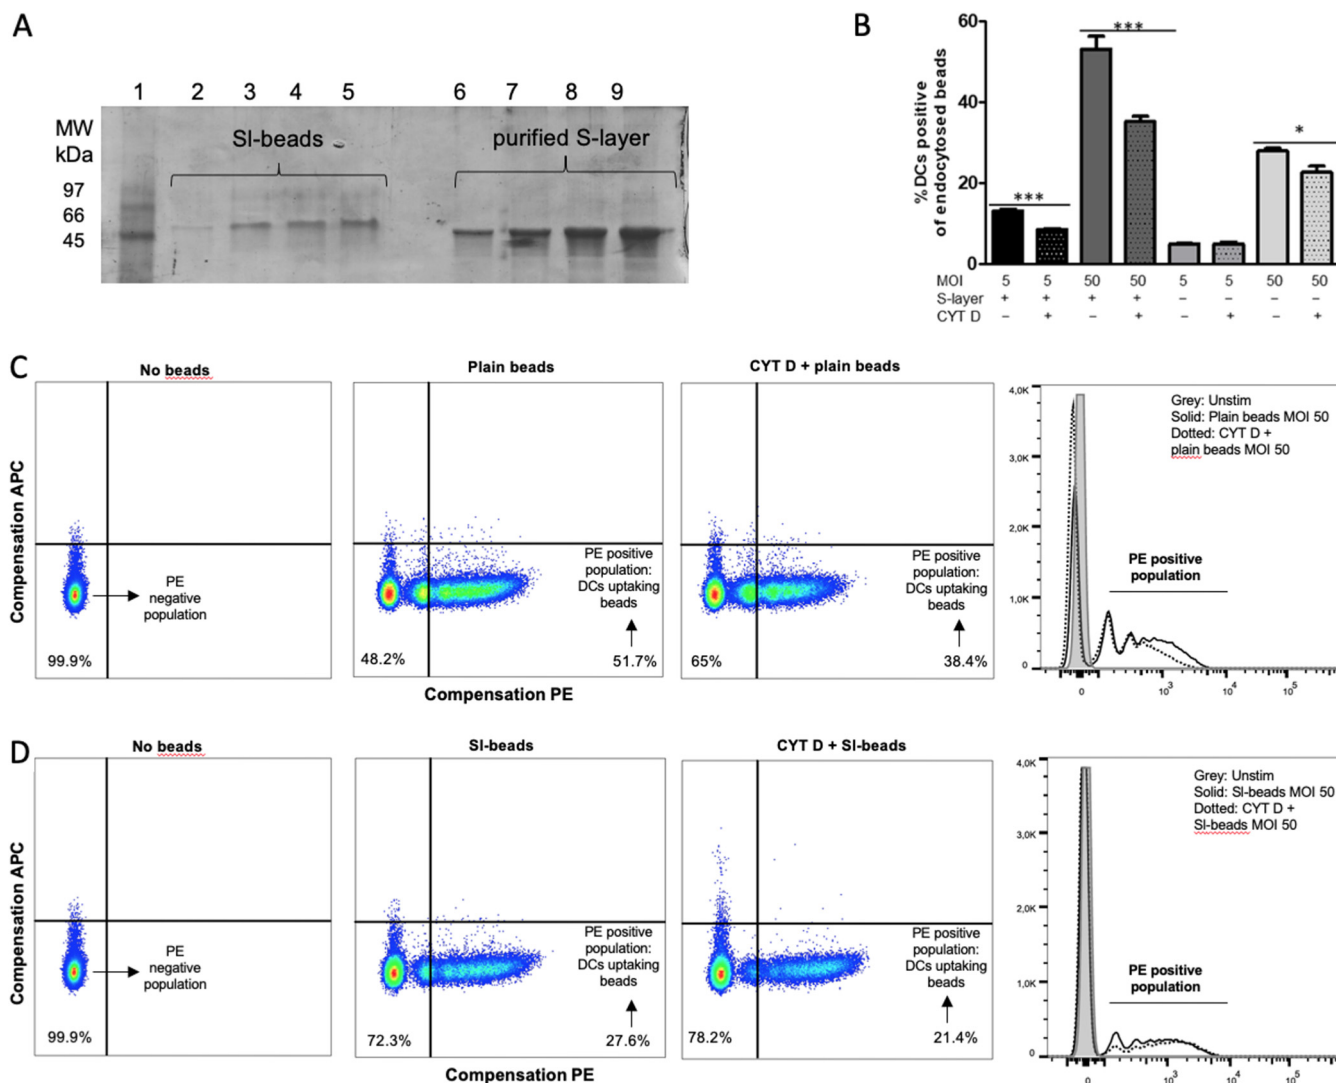 A
1 2 3 4 5 6 7 8 9
MW
kDa
97
66
45
Sl-beads
purified S-layer
B
%DCs positive
of endocytosed beads
60
40
20
0
***
***
*
MOI 5 5 50 50 5 5 50 50
S-layer + + + + – – – –
CYT D – + – + – + – +
C
No beads
Plain beads
CYT D + plain beads
Compensation APC
PE
negative
population
99.9%
PE positive
population:
DCs uptaking
beads
48.2%
51.7%
PE positive
population:
DCs uptaking
beads
65%
38.4%
Compensation PE
4,0K
3,0K
2,0K
1,0K
0
Grey: Unstim
Solid: Plain beads MOI 50
Dotted: CYT D +
plain beads MOI 50
PE positive
population
0 10³ 10⁴ 10⁵
D
No beads
Sl-beads
CYT D + Sl-beads
Compensation APC
PE
negative
population
99.9%
PE positive
population:
DCs uptaking
beads
72.3%
27.6%
PE positive
population:
DCs uptaking
beads
78.2%
21.4%
Compensation PE
4,0K
3,0K
2,0K
1,0K
0
Grey: Unstim
Solid: Sl-beads MOI 50
Dotted: CYT D +
Sl-beads MOI 50
PE positive
population
0 10³ 10⁴ 10⁵